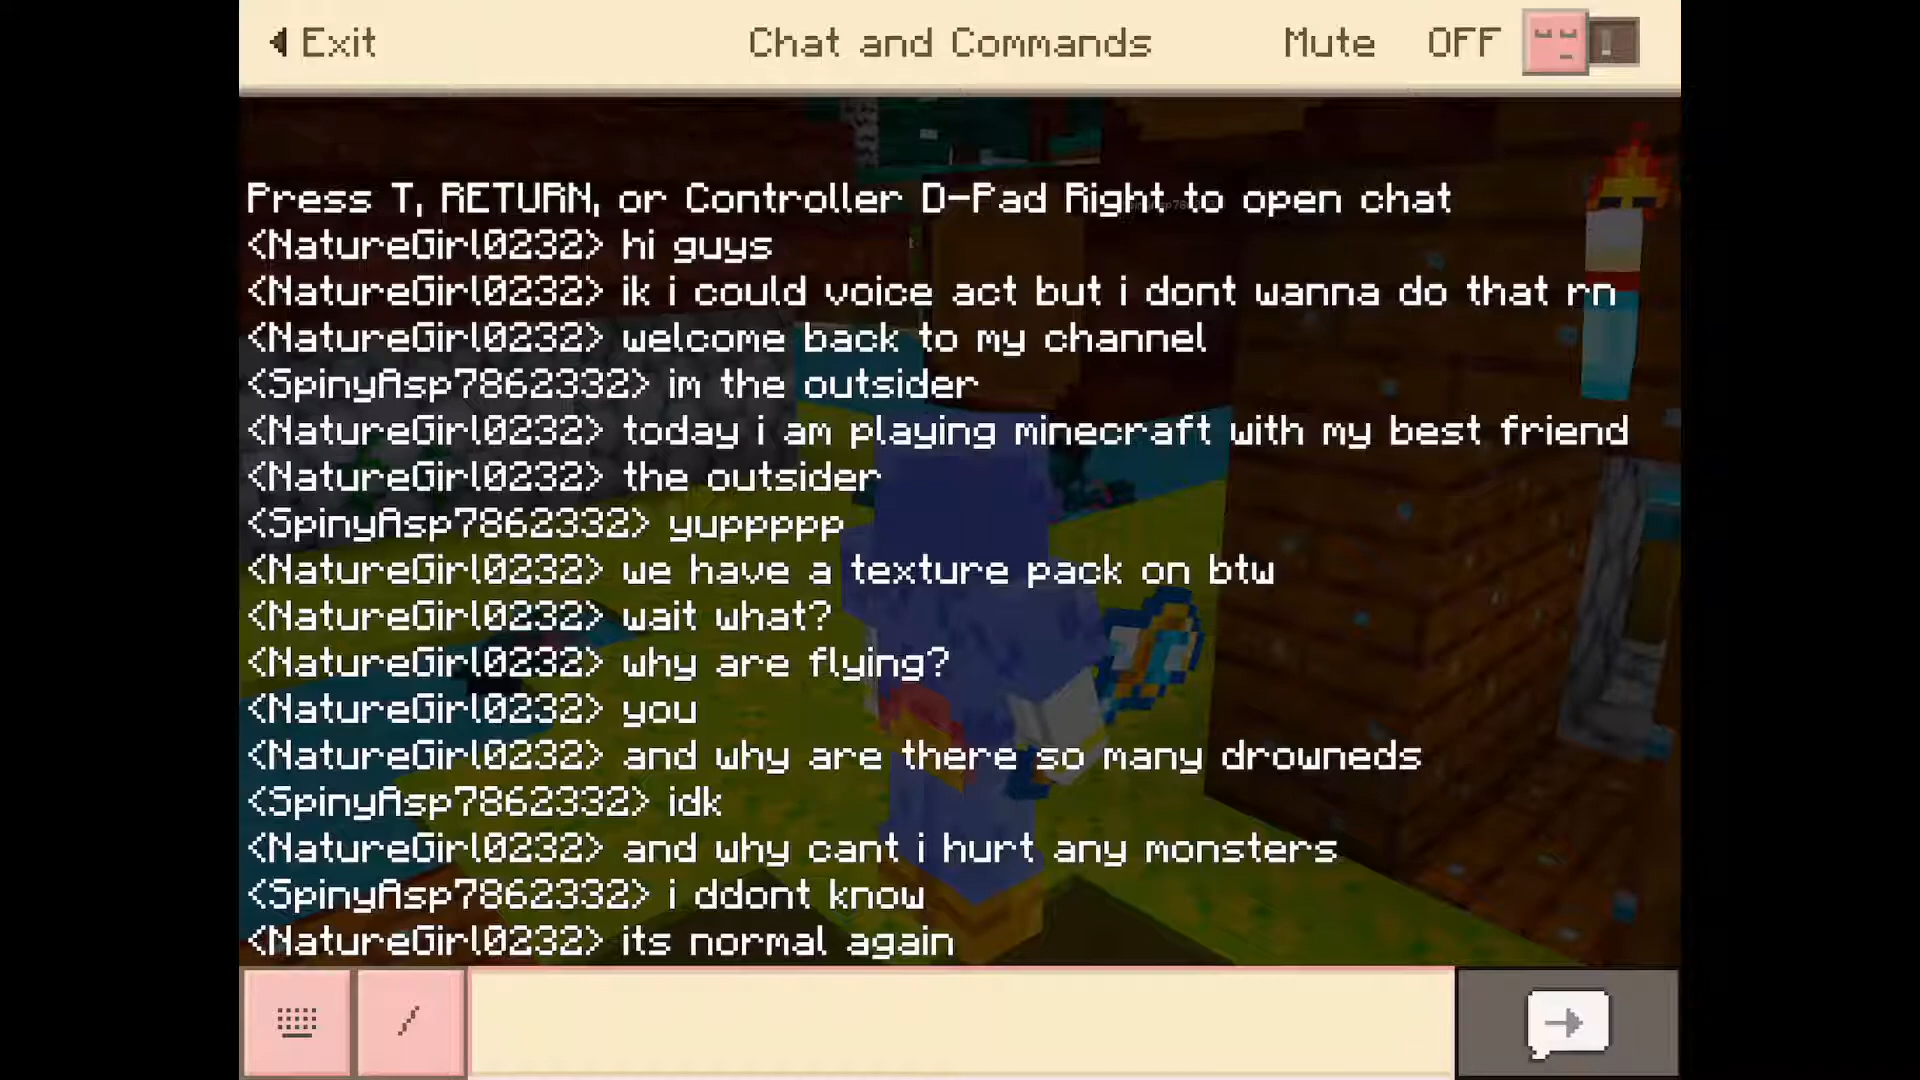 Exit
Chat and Commands
Mute OFF
Press T, RETURN, or Controller D-Pad Right to open chat
<NatureGirl0232> hi guys
<NatureGirl0232> ik i could voice act but i dont wanna do that rn
<NatureGirl0232> welcome back to my channel
<SpinyAsp7862332> im the outsider
<NatureGirl0232> today i am playing minecraft with my best friend
<NatureGirl0232> the outsider
<SpinyAsp7862332> yupppppp
<NatureGirl0232> we have a texture pack on btw
<NatureGirl0232> wait what?
<NatureGirl0232> why are flying?
<NatureGirl0232> you
<NatureGirl0232> and why are there so many drowneds
<SpinyAsp7862332> idk
<NatureGirl0232> and why cant i hurt any monsters
<SpinyAsp7862332> i ddont know
<NatureGirl0232> its normal again
/